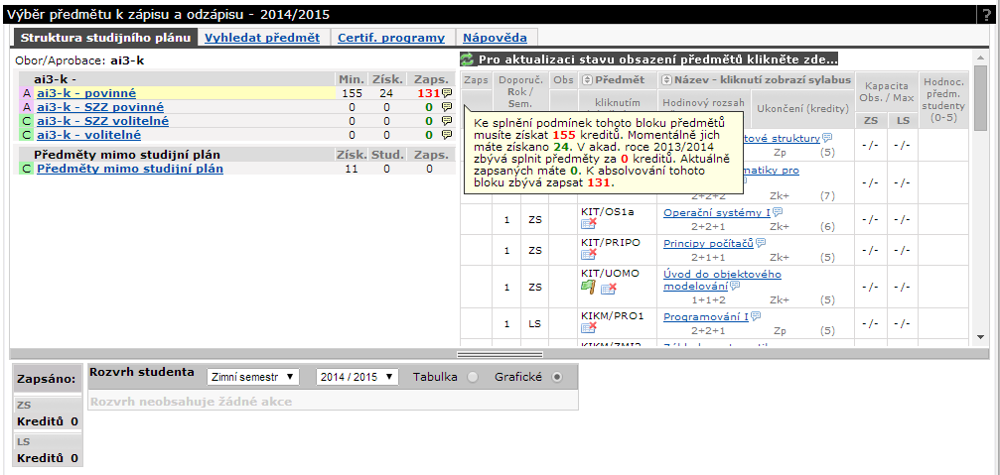 Výběr předmětu k zápisu a odzápisu - 2014/2015 ?
Struktura studijního plánu Vyhledat předmět Certif. programy Nápověda
Obor/Aprobace: ai3-k
ai3-k - Min. Získ. Zaps.
A ai3-k - povinné 155 24 131
A ai3-k - SZZ povinné 0 0 0
C ai3-k - SZZ volitelné 0 0 0
C ai3-k - volitelné 0 0 0
Předměty mimo studijní plán Získ. Stud. Zaps.
C Předměty mimo studijní plán 11 0 0
Pro aktualizaci stavu obsazení předmětů klikněte zde...
Zaps Doporuč. Rok / Sem. Obs Předmět Název - kliknutí zobrazí sylabus Kapacita Obs. / Max Hodnoc. předm. studenty (0-5)
kliknutím Hodinový rozsah Ukončení (kredity) ZS LS
Ke splnění podmínek tohoto bloku předmětů
musíte získat 155 kreditů. Momentálně jich
máte získáno 24. V akad. roce 2013/2014
zbývá splnit předměty za 0 kreditů. Aktuálně
zapsaných máte 0. K absolvování tohoto
bloku zbývá zapsat 131.
tové struktury
Zp (5) -/- -/-
matiky pro
2+2+2 Zk+ (7) -/- -/-
1 ZS KIT/OS1a Operační systémy I
2+2+1 Zk+ (6) -/- -/-
1 ZS KIT/PRIPO Principy počítačů
2+1+1 Zk+ (5) -/- -/-
1 ZS KIT/UOMO Úvod do objektového
modelování
1+1+2 Zk+ (5) -/- -/-
1 LS KIKM/PRO1 Programování I
2+2+1 Zp (5) -/- -/-
Zapsáno:
ZS
Kreditů 0
LS
Kreditů 0
Rozvrh studenta Zimní semestr 2014 / 2015 Tabulka Grafické
Rozvrh neobsahuje žádné akce